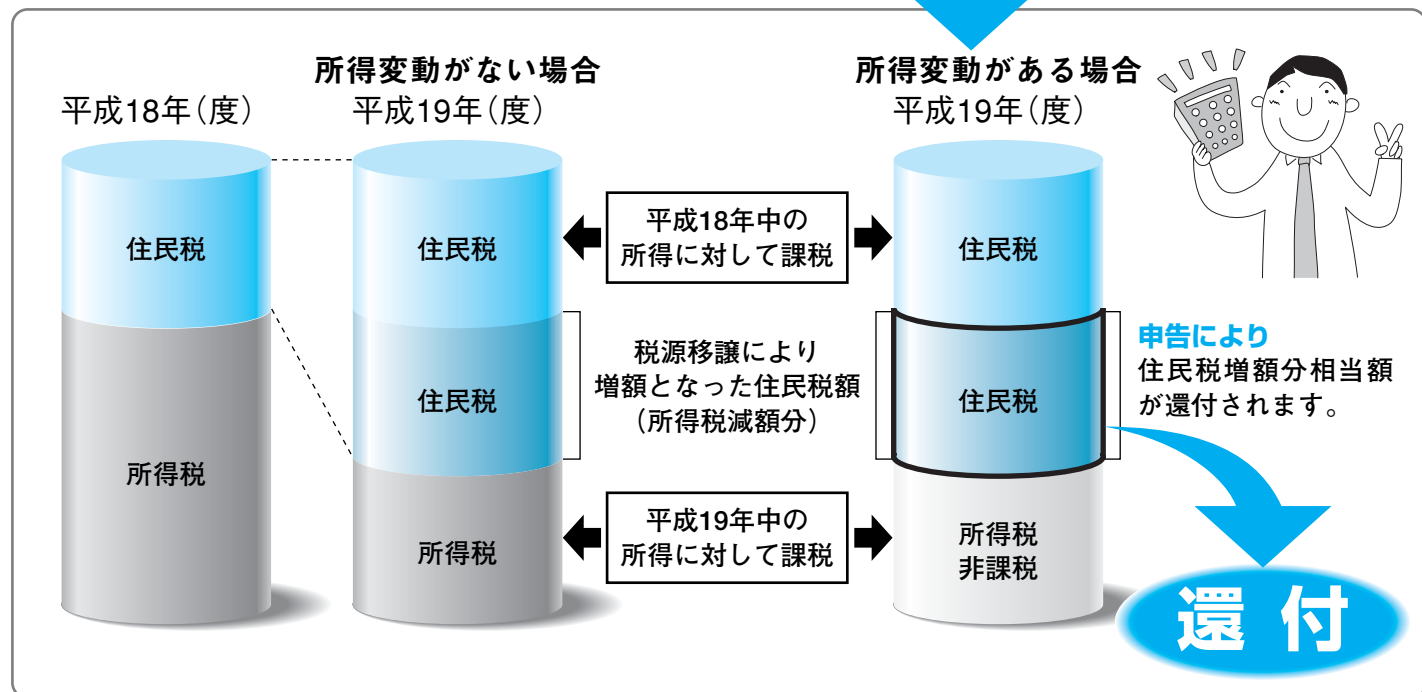 平成18年（度）
住民税
所得税
所得変動がない場合
平成19年（度）
住民税
住民税
所得税
平成18年中の
所得に対して課税
税源移譲により
増額となった住民税額
（所得税減額分）
平成19年中の
所得に対して課税
所得変動がある場合
平成19年（度）
住民税
住民税
所得税
非課税
申告により
住民税増額分相当額
が還付されます。
還付